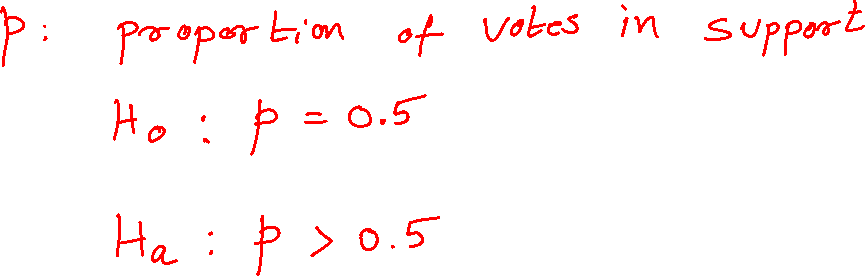 p: proportion of votes in support
H₀ : p = 0.5
Hₐ : p > 0.5